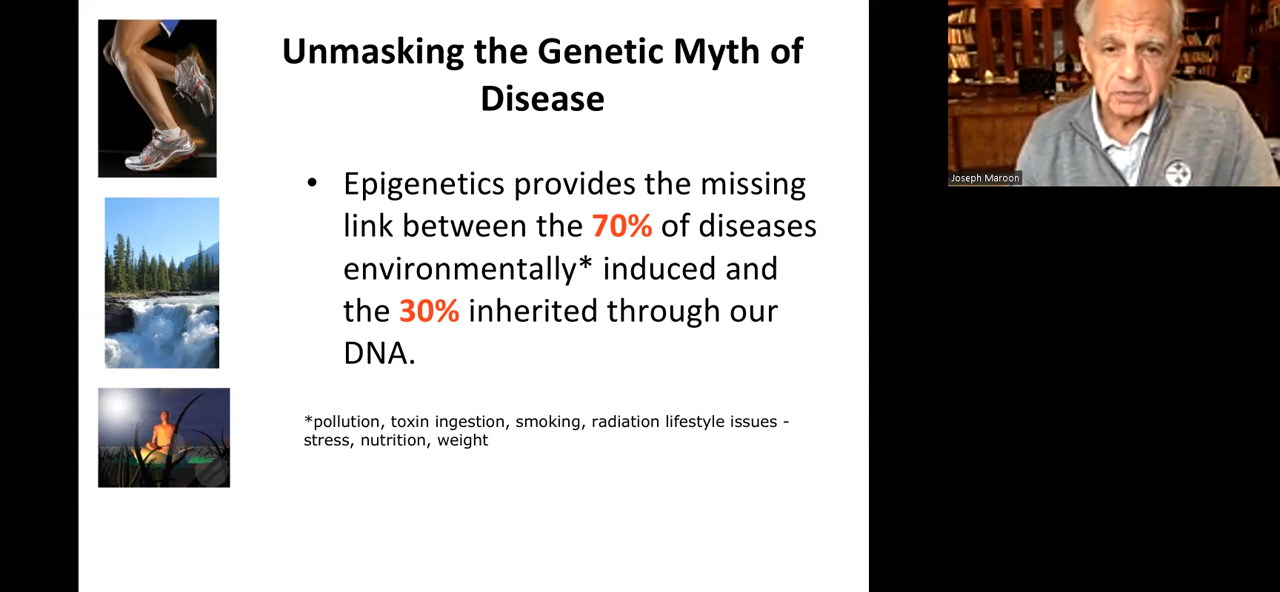 Unmasking the Genetic Myth of
Disease
• Epigenetics provides the missing
link between the 70% of diseases
environmentally* induced and
the 30% inherited through our
DNA.
*pollution, toxin ingestion, smoking, radiation lifestyle issues -
stress, nutrition, weight
Joseph Maroon